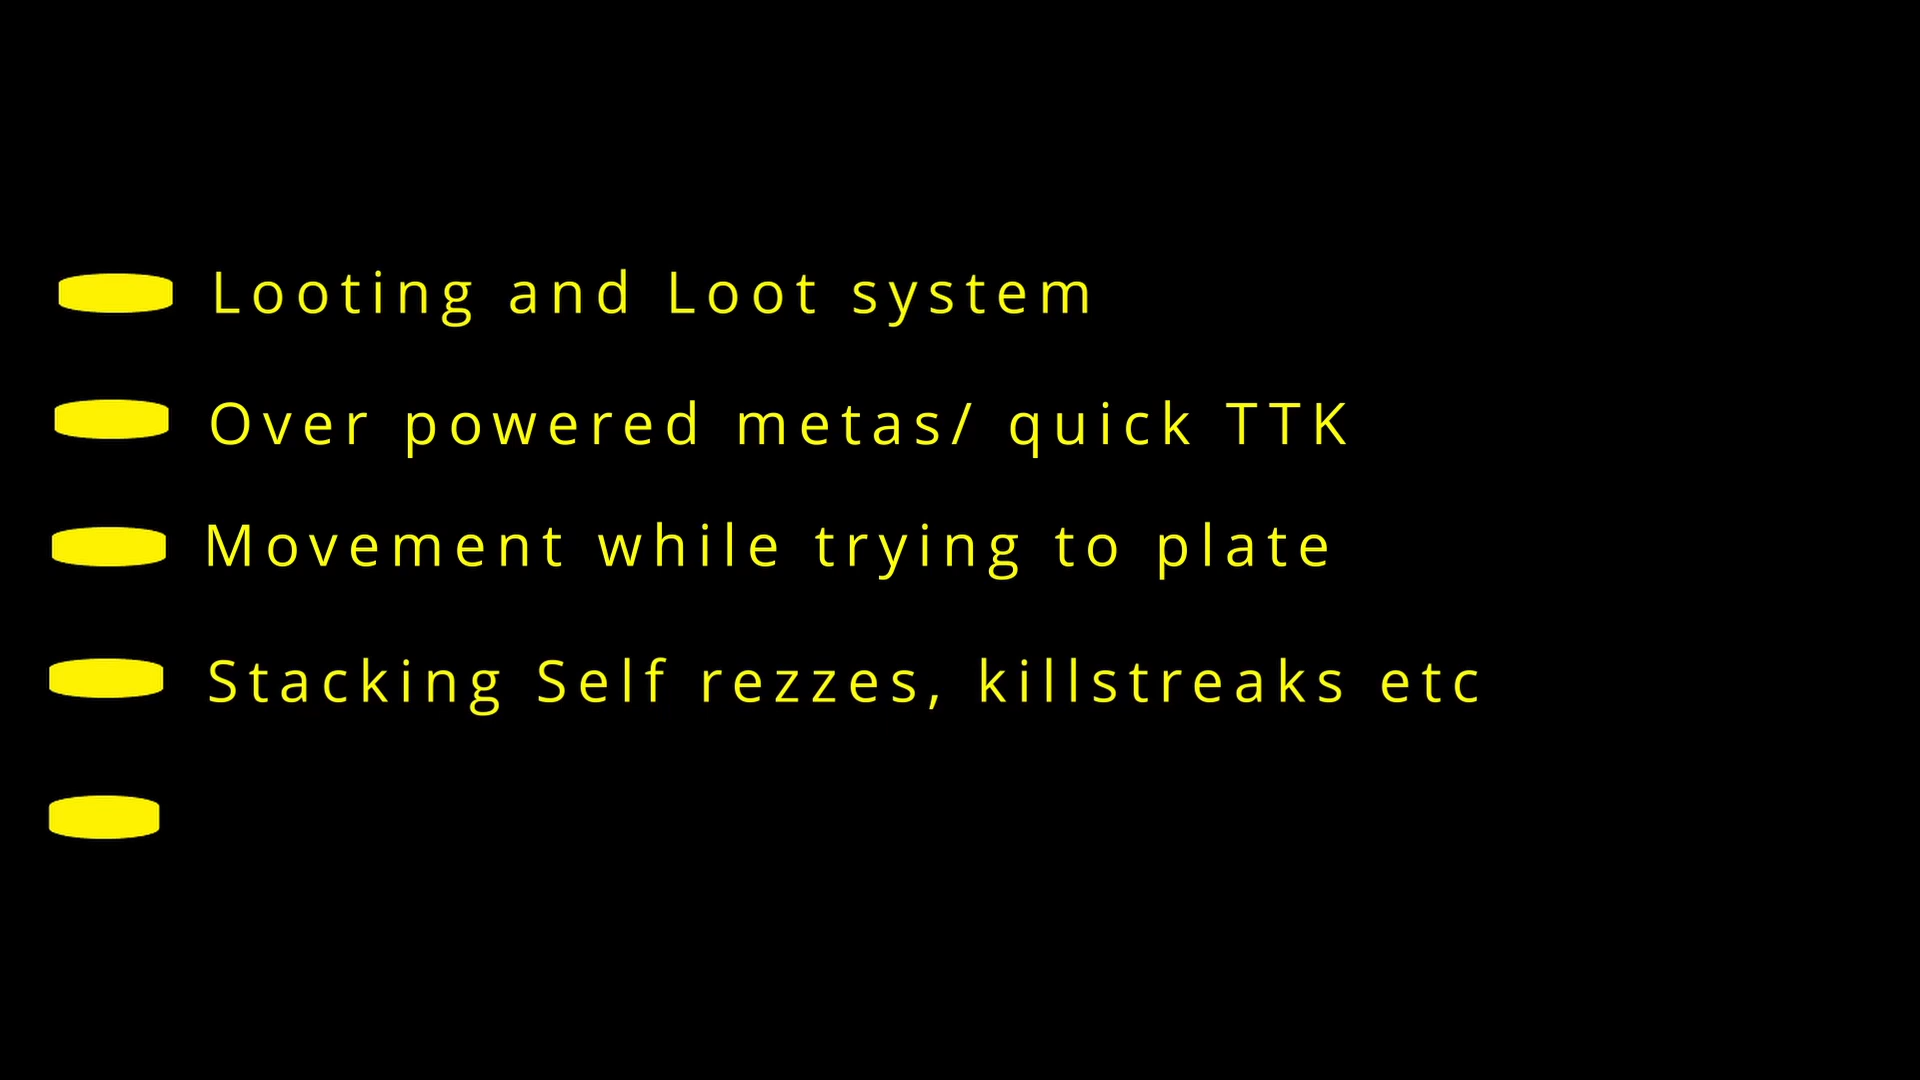 Looting and Loot system
Over powered metas/ quick TTK
Movement while trying to plate
Stacking Self rezzes, killstreaks etc